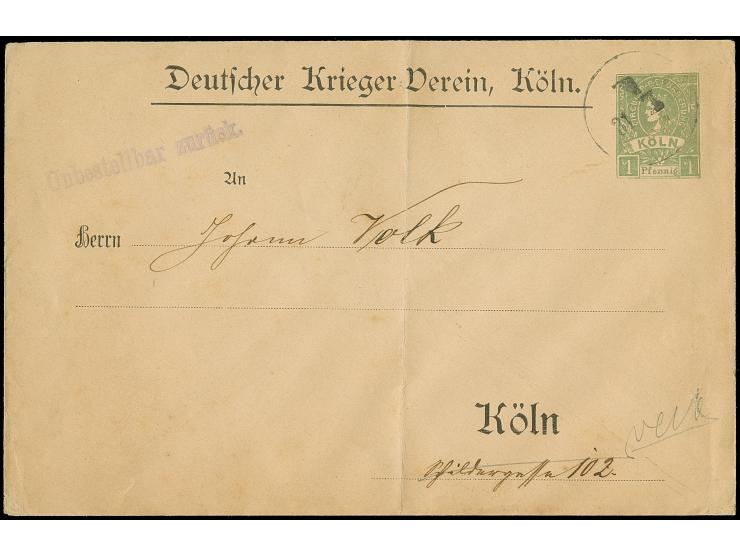 Deutscher Krieger-Verein, Köln.
KÖLN
1 Pfennig 1
Unbestellbar zurück.
An
Herrn Johann Volk
Köln
Schildergasse 102.